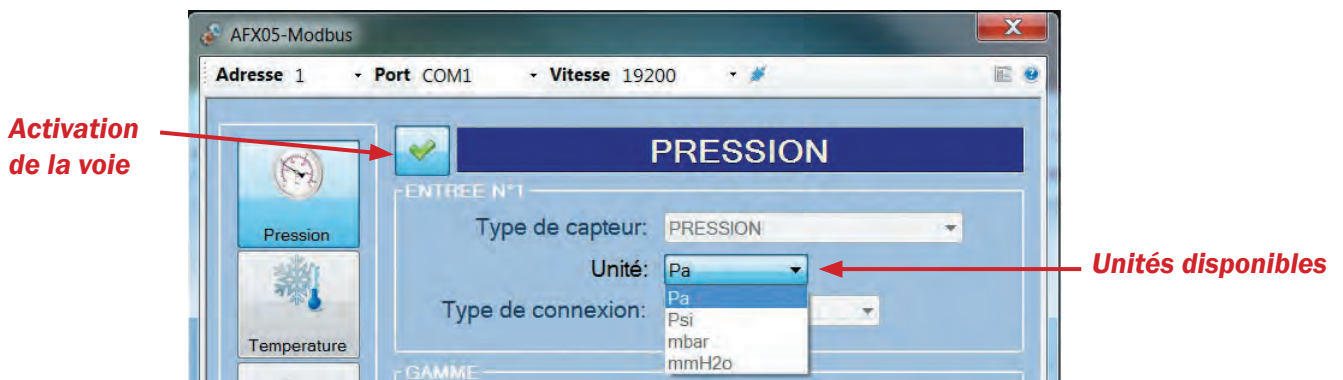 AFX05-Modbus
X
Adresse 1 Port COM1 Vitesse 19200
Activation
de la voie
PRESSION
ENTREE N°1
Pression
Type de capteur: PRESSION
Unité: Pa
Unités disponibles
Pa
Type de connexion:
Psi
mbar
mmH2o
Temperature
GAMME